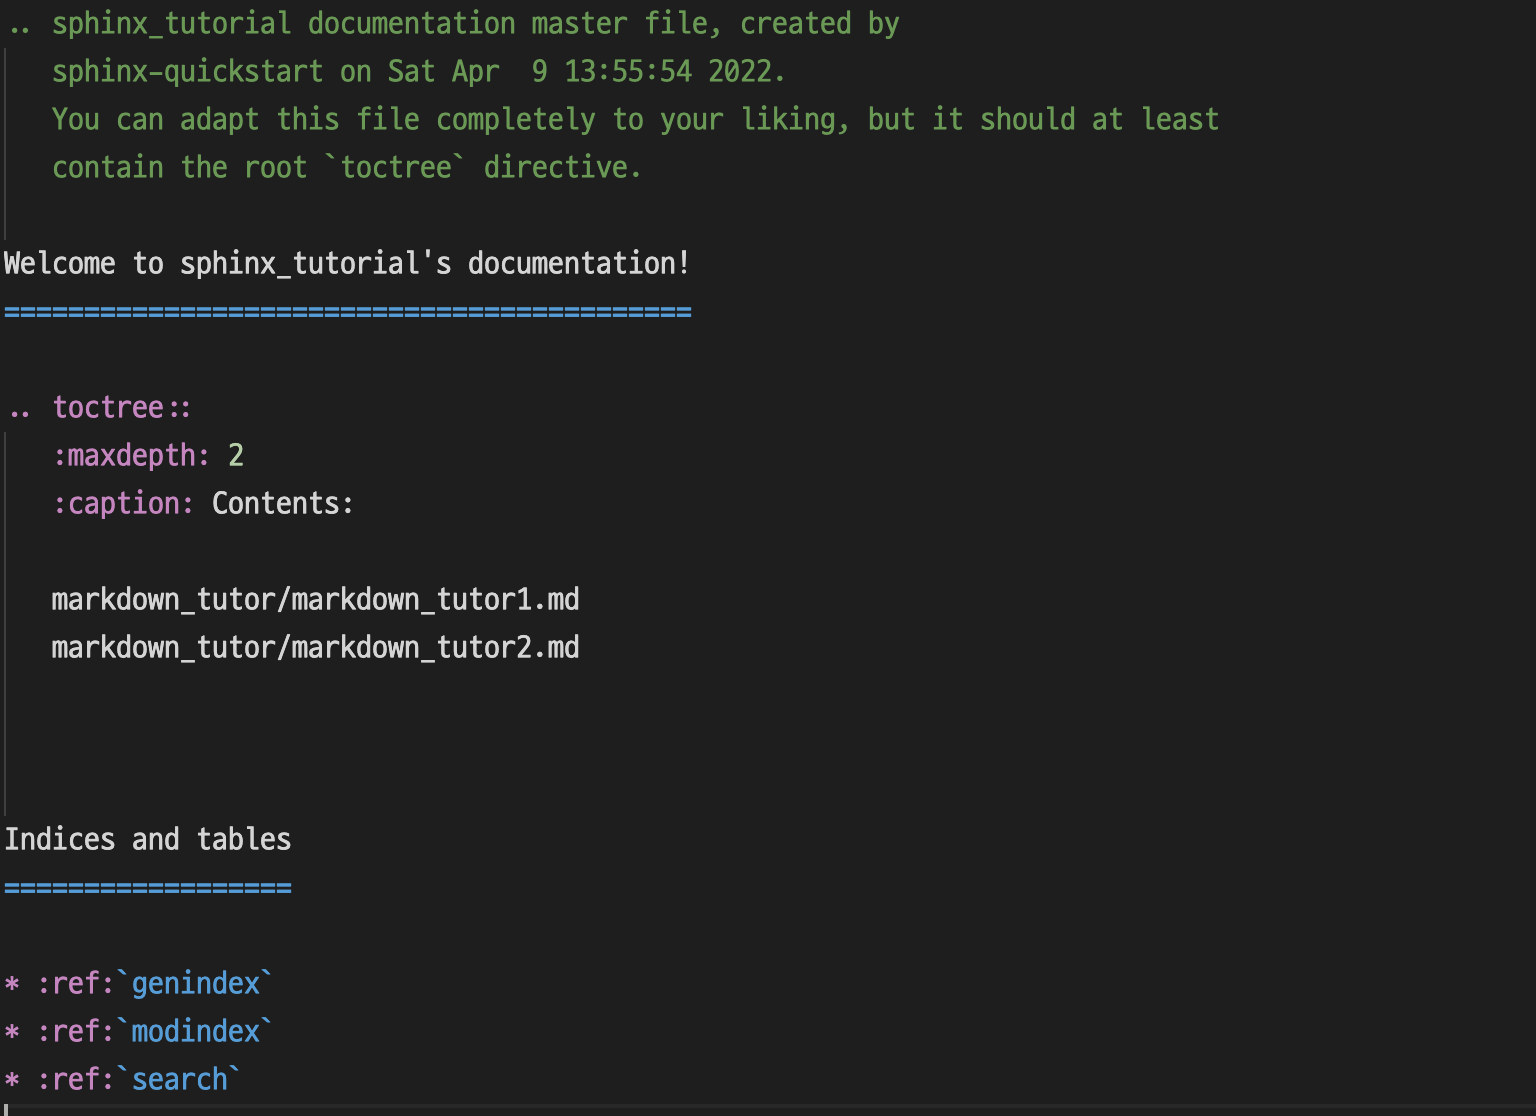 .. sphinx_tutorial documentation master file, created by
   sphinx-quickstart on Sat Apr  9 13:55:54 2022.
   You can adapt this file completely to your liking, but it should at least
   contain the root `toctree` directive.

Welcome to sphinx_tutorial's documentation!
===========================================

.. toctree::
   :maxdepth: 2
   :caption: Contents:

   markdown_tutor/markdown_tutor1.md
   markdown_tutor/markdown_tutor2.md

Indices and tables
==================

* :ref:`genindex`
* :ref:`modindex`
* :ref:`search`